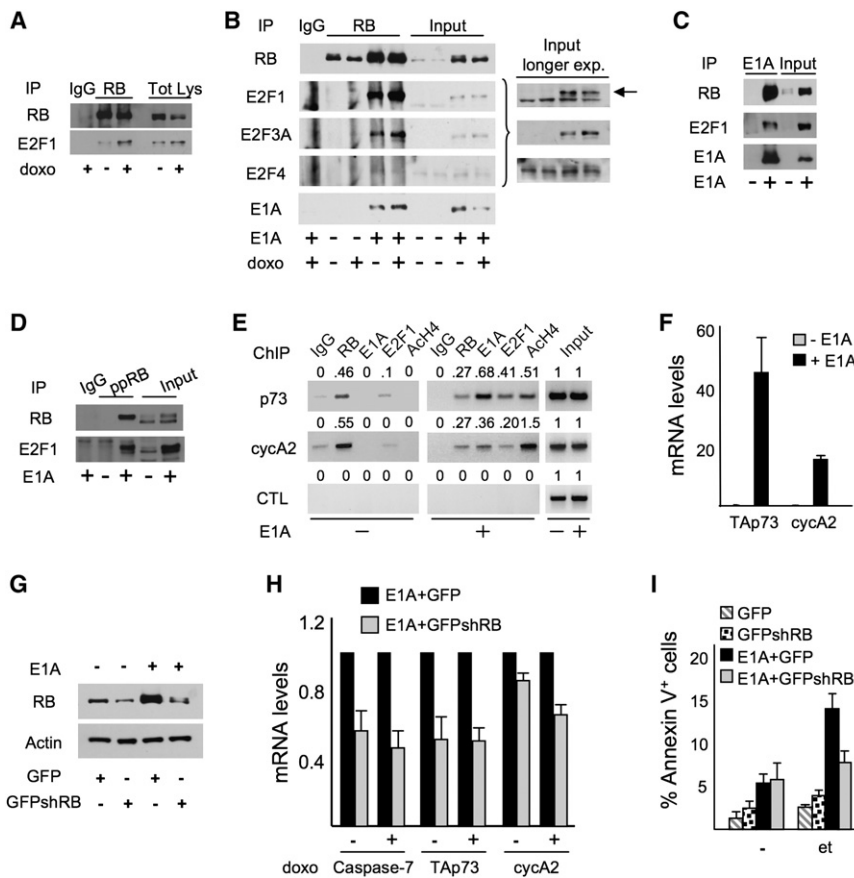 A
IP IgG RB Tot Lys
RB
E2F1
doxo + - + - +
B
IP IgG RB Input
RB
E2F1
E2F3A
E2F4
E1A
E1A + - - + + - - + +
doxo + - + - + - + - +
Input
longer exp.
C
IP E1A Input
RB
E2F1
E1A
E1A - + - +
D
IP IgG ppRB Input
RB
E2F1
E1A + - + - +
E
ChIP IgG RB E1A E2F1 AcH4 IgG RB E1A E2F1 AcH4 Input
0 .46 0 .1 0 0 .27 .68 .41 .51 1 1
p73
0 .55 0 0 0 0 .27 .36 .20 1.5 1 1
cycA2
0 0 0 0 0 0 0 0 0 0 1 1
CTL
E1A - + - +
F
mRNA levels
60
40
20
- E1A
+ E1A
TAp73 cycA2
G
E1A - - + +
RB
Actin
GFP + - + -
GFPshRB - + - +
H
E1A+GFP
E1A+GFPshRB
mRNA levels
1.2
0.8
0.4
- + - + - +
doxo Caspase-7 TAp73 cycA2
I
GFP
GFPshRB
E1A+GFP
E1A+GFPshRB
% Annexin V+ cells
20
15
10
5
- et